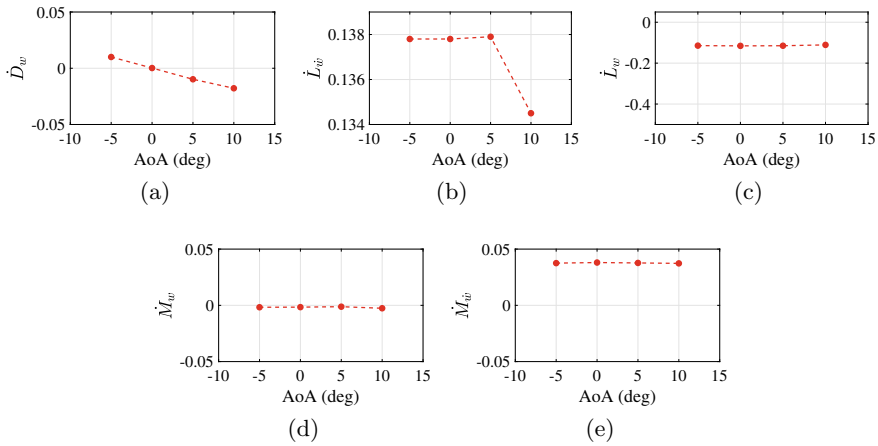 0.05
0
-0.05
-10 -5 0 5 10 15
AoA (deg)
Ḋ_w
(a)
0.138
0.136
0.134
-10 -5 0 5 10 15
AoA (deg)
L̇_ẇ
(b)
0
-0.2
-0.4
-10 -5 0 5 10 15
AoA (deg)
L̇_w
(c)
0.05
0
-0.05
-10 -5 0 5 10 15
AoA (deg)
Ṁ_w
(d)
0.05
0
-0.05
-10 -5 0 5 10 15
AoA (deg)
Ṁ_ẇ
(e)